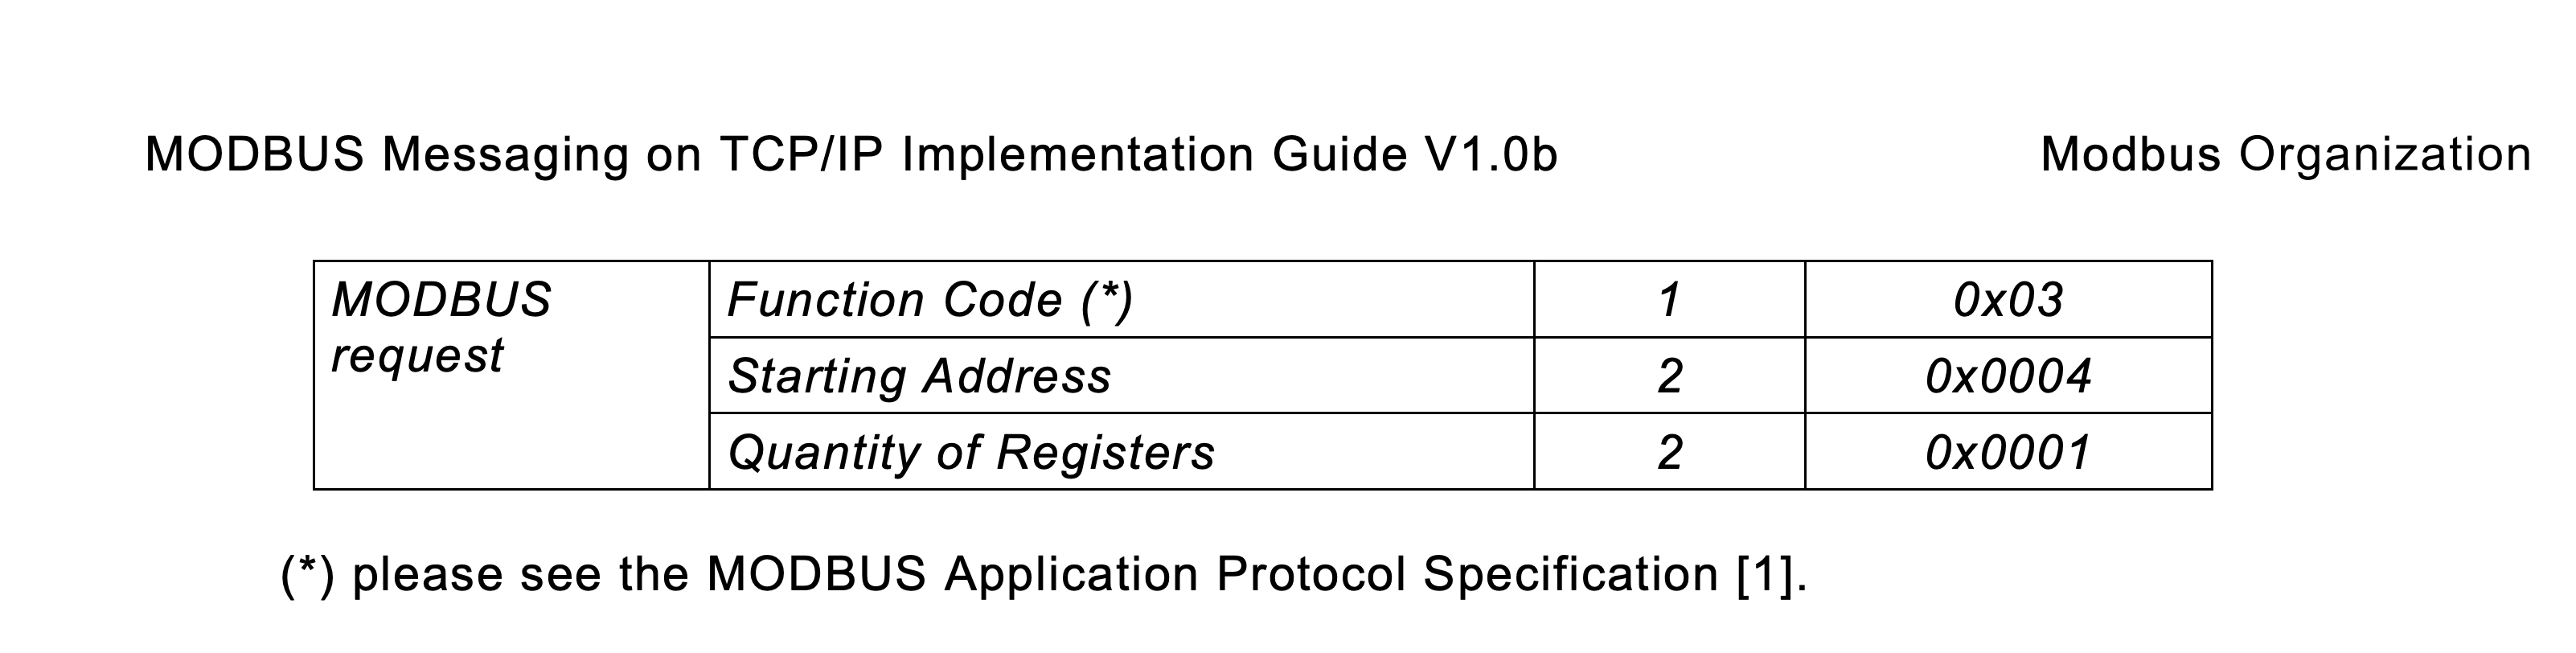 MODBUS Messaging on TCP/IP Implementation Guide V1.0b Modbus Organization
MODBUS request Function Code (*) 1 0x03
Starting Address 2 0x0004
Quantity of Registers 2 0x0001
(*) please see the MODBUS Application Protocol Specification [1].